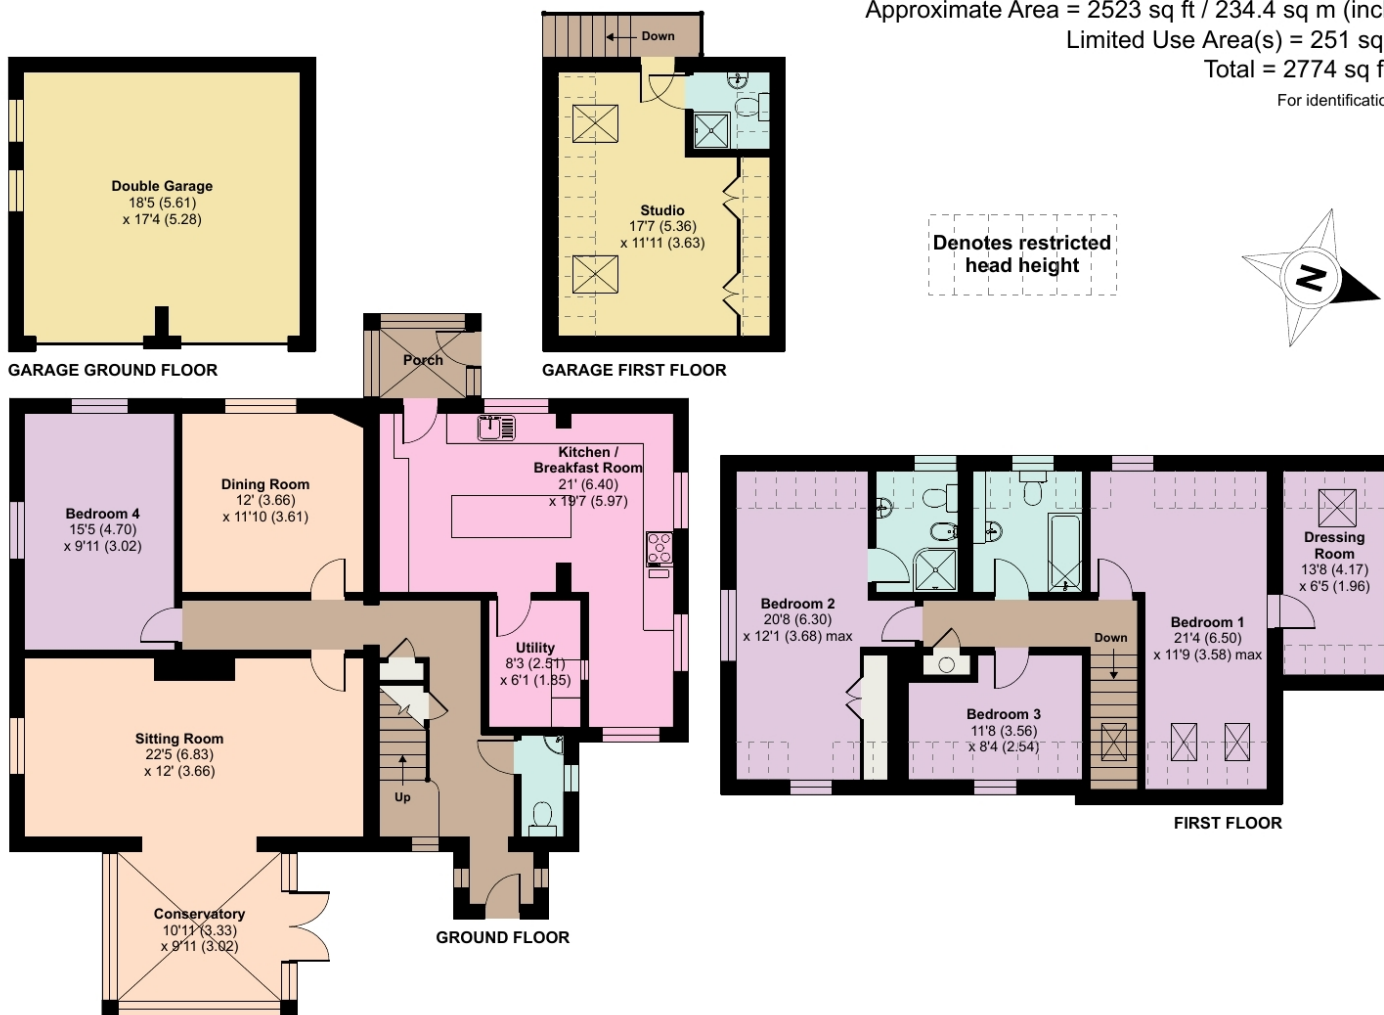 Approximate Area = 2523 sq ft / 234.4 sq m (incl
Limited Use Area(s) = 251 sq
Total = 2774 sq f
For identificatio
Down
Double Garage
18'5 (5.61)
x 17'4 (5.28)
Studio
17'7 (5.36)
x 11'11 (3.63)
Denotes restricted
head height
N
GARAGE GROUND FLOOR
GARAGE FIRST FLOOR
Porch
Kitchen /
Breakfast Room
21' (6.40)
x 19'7 (5.97)
Dining Room
12' (3.66)
x 11'10 (3.61)
Bedroom 4
15'5 (4.70)
x 9'11 (3.02)
Utility
8'3 (2.51)
x 6'1 (1.85)
Sitting Room
22'5 (6.83)
x 12' (3.66)
Up
Conservatory
10'11 (3.33)
x 9'11 (3.02)
GROUND FLOOR
Dressing
Room
13'8 (4.17)
x 6'5 (1.96)
Bedroom 2
20'8 (6.30)
x 12'1 (3.68) max
Bedroom 1
21'4 (6.50)
x 11'9 (3.58) max
Down
Bedroom 3
11'8 (3.56)
x 8'4 (2.54)
FIRST FLOOR